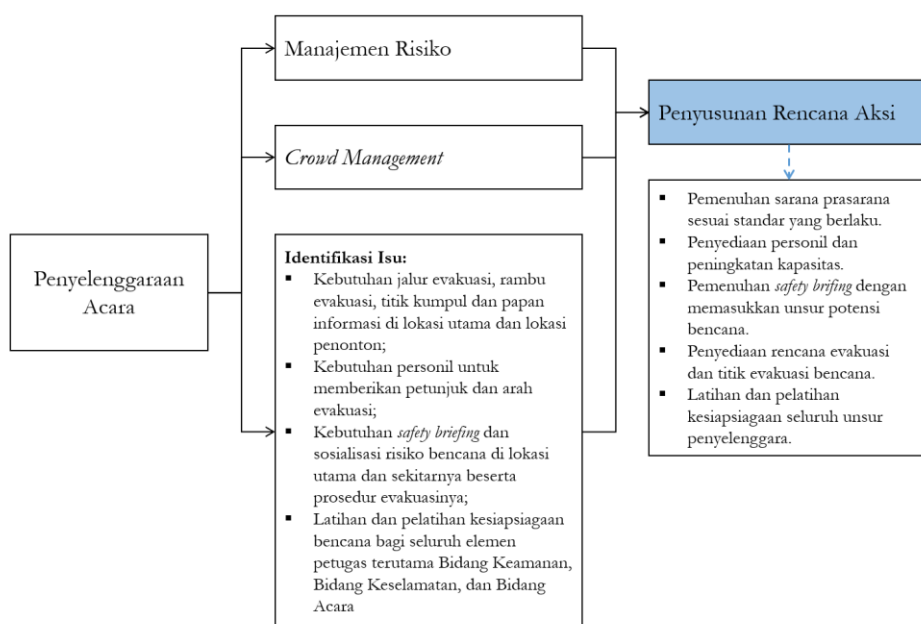 Penyelenggaraan
Acara
Manajemen Risiko
Crowd Management
Identifikasi Isu:
▪ Kebutuhan jalur evakuasi, rambu
evakuasi, titik kumpul dan papan
informasi di lokasi utama dan lokasi
penonton;
▪ Kebutuhan personil untuk
memberikan petunjuk dan arah
evakuasi;
▪ Kebutuhan safety briefing dan
sosialisasi risiko bencana di lokasi
utama dan sekitarnya beserta
prosedur evakuasinya;
▪ Latihan dan pelatihan kesiapsiagaan
bencana bagi seluruh elemen
petugas terutama Bidang Keamanan,
Bidang Keselamatan, dan Bidang
Acara
Penyusunan Rencana Aksi
▪ Pemenuhan sarana prasarana
sesuai standar yang berlaku.
▪ Penyediaan personil dan
peningkatan kapasitas.
▪ Pemenuhan safety brifing dengan
memasukkan unsur potensi
bencana.
▪ Penyediaan rencana evakuasi
dan titik evakuasi bencana.
▪ Latihan dan pelatihan
kesiapsiagaan seluruh unsur
penyelenggara.